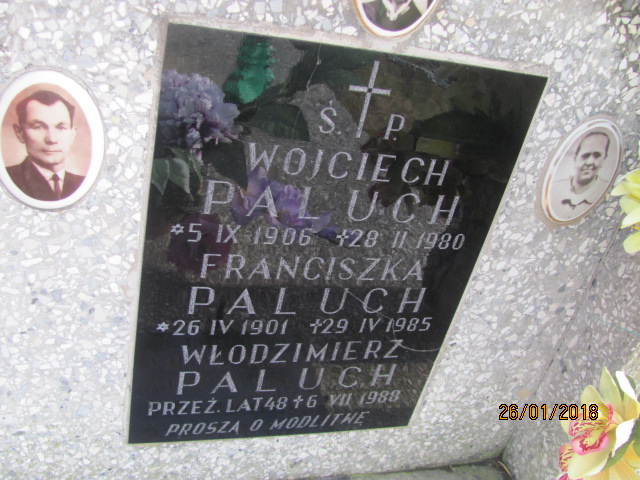 Ś. † P.
WOJCIECH
PALUCH
*5 IX 1906 †28 II 1980
FRANCISZKA
PALUCH
*26 IV 1901 †29 IV 1985
WŁODZIMIERZ
PALUCH
PRZEŻ. LAT 48 † 6 VII 1988
PROSZĄ O MODLITWĘ
26/01/2018